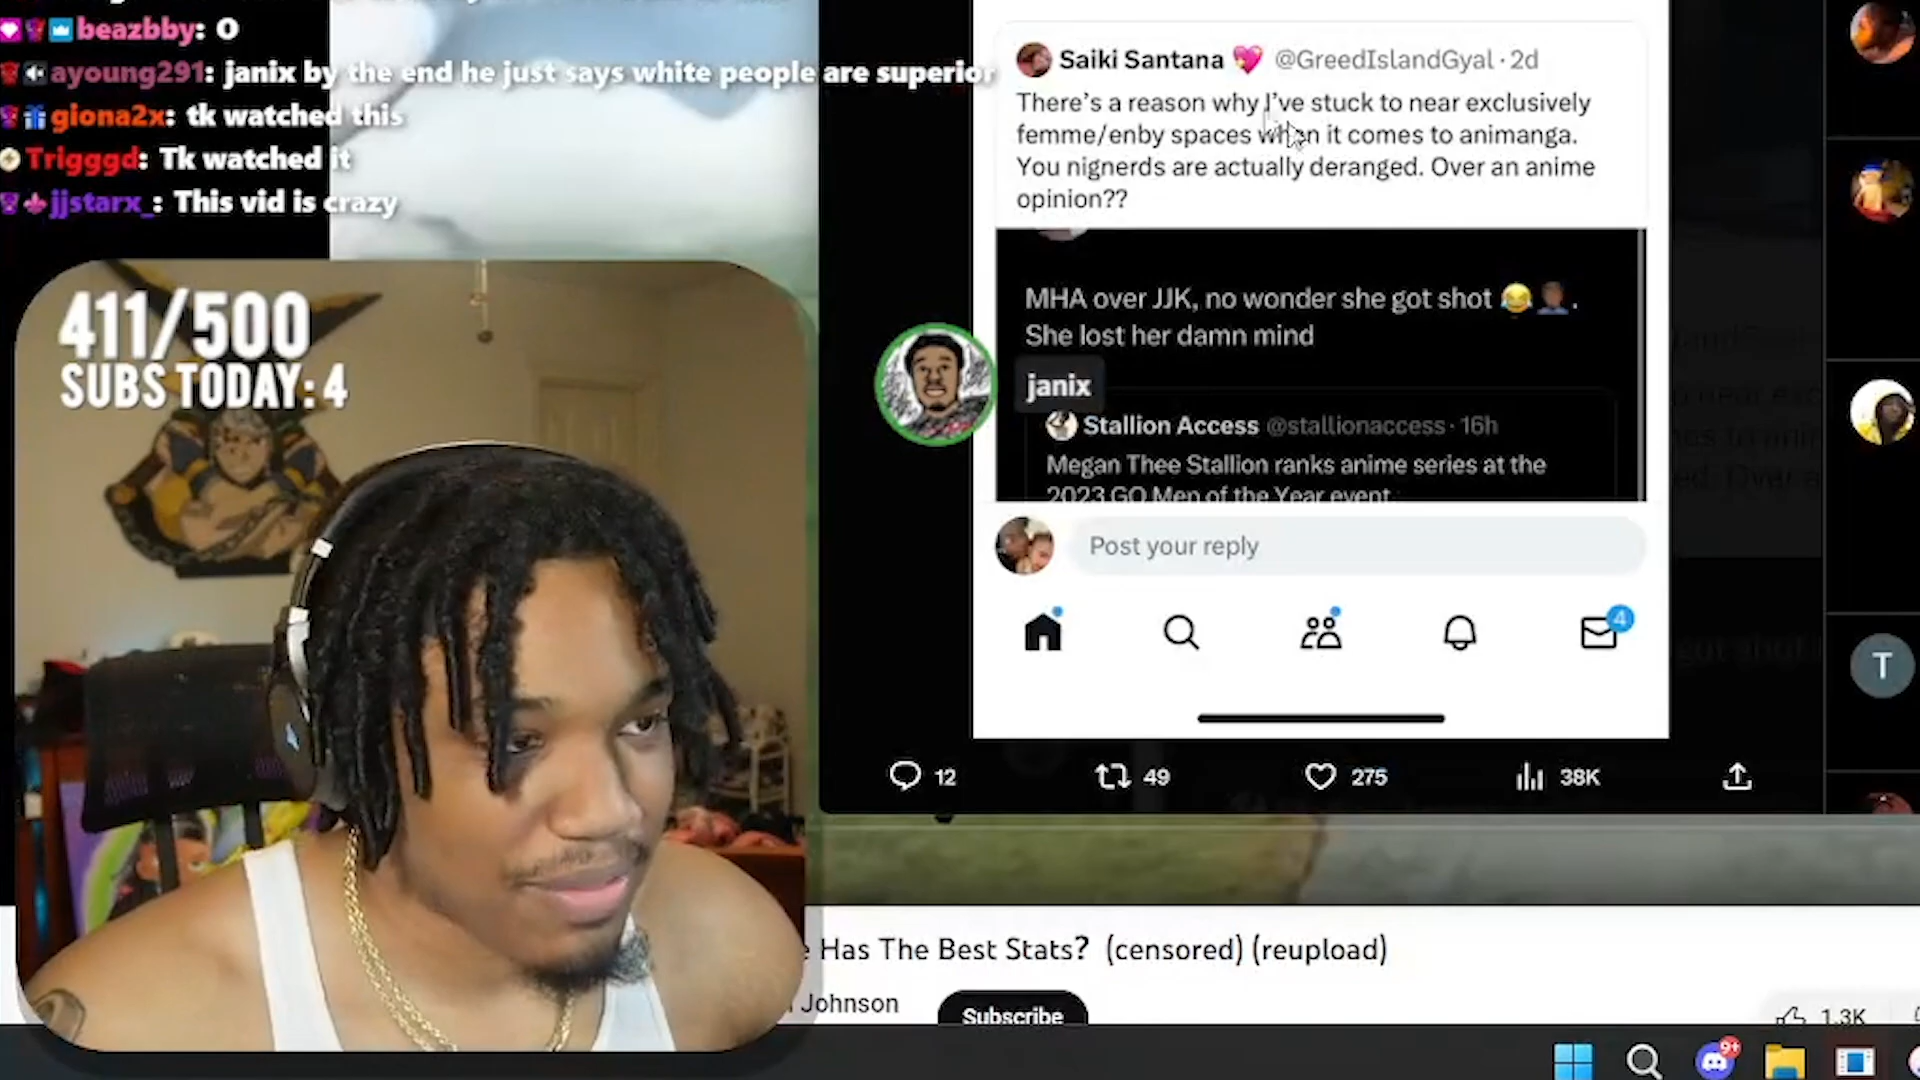 beazbby: O
ayoung291: janix by the end he just says white people are superior
giona2x: tk watched this
Trigggd: Tk watched it
jjstarx_: This vid is crazy
411/500
SUBS TODAY: 4
Saiki Santana 💖 @GreedIslandGyal · 2d
There's a reason why I've stuck to near exclusively
femme/enby spaces when it comes to animanga.
You nignerds are actually deranged. Over an anime
opinion??
MHA over JJK, no wonder she got shot 😂🤦🏾‍♂️.
She lost her damn mind
janix
Stallion Access @stallionaccess · 16h
Megan Thee Stallion ranks anime series at the
2023 GQ Men of the Year event
Post your reply
4
12 49 275 38K
T
e Has The Best Stats? (censored) (reupload)
Johnson
Subscribe
1.3K
9+